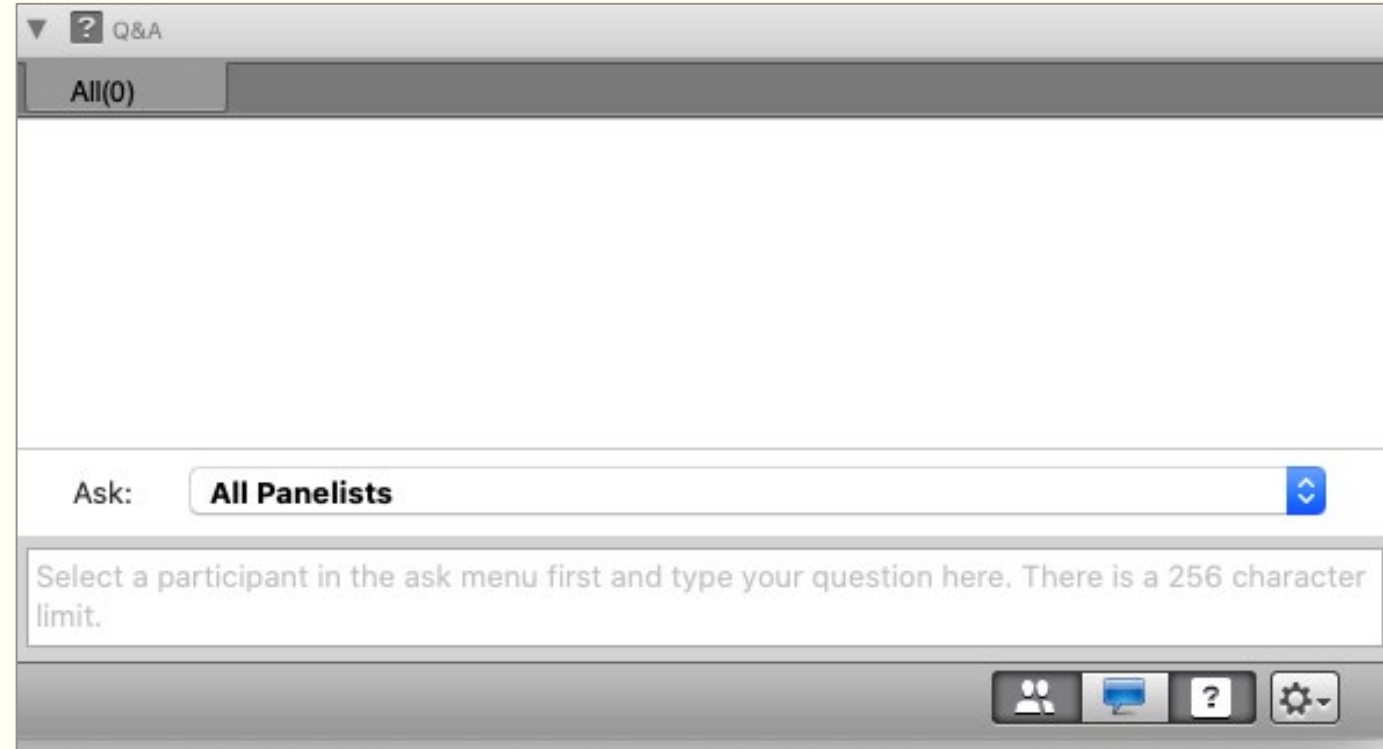 ? Q&A
All(0)
Ask: All Panelists
Select a participant in the ask menu first and type your question here. There is a 256 character
limit.
?